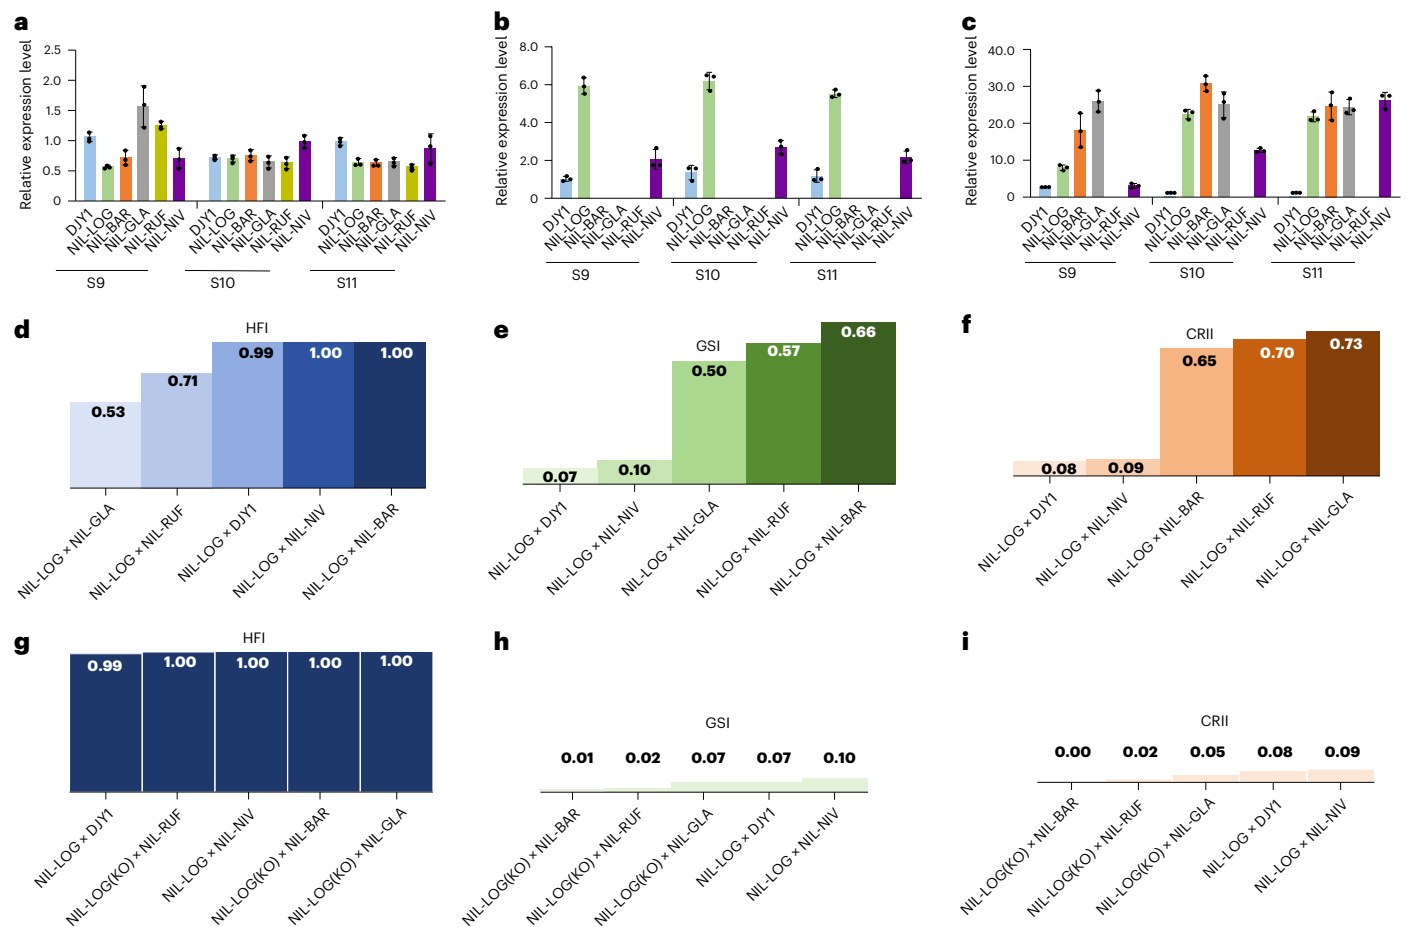 a
Relative expression level
2.5
2.0
1.5
1.0
0.5
0
DJY1
NIL-LOG
NIL-BAR
NIL-GLA
NIL-RUF
NIL-NIV
DJY1
NIL-LOG
NIL-BAR
NIL-GLA
NIL-RUF
NIL-NIV
DJY1
NIL-LOG
NIL-BAR
NIL-GLA
NIL-RUF
NIL-NIV
S9
S10
S11
b
Relative expression level
8.0
6.0
4.0
2.0
0
DJY1
NIL-LOG
NIL-BAR
NIL-GLA
NIL-RUF
NIL-NIV
DJY1
NIL-LOG
NIL-BAR
NIL-GLA
NIL-RUF
NIL-NIV
DJY1
NIL-LOG
NIL-BAR
NIL-GLA
NIL-RUF
NIL-NIV
S9
S10
S11
c
Relative expression level
40.0
30.0
20.0
10.0
0
DJY1
NIL-LOG
NIL-BAR
NIL-GLA
NIL-RUF
NIL-NIV
DJY1
NIL-LOG
NIL-BAR
NIL-GLA
NIL-RUF
NIL-NIV
DJY1
NIL-LOG
NIL-BAR
NIL-GLA
NIL-RUF
NIL-NIV
S9
S10
S11
d
HFI
0.53
0.71
0.99
1.00
1.00
NIL-LOG × NIL-GLA
NIL-LOG × NIL-RUF
NIL-LOG × DJY1
NIL-LOG × NIL-NIV
NIL-LOG × NIL-BAR
e
GSI
0.07
0.10
0.50
0.57
0.66
NIL-LOG × DJY1
NIL-LOG × NIL-NIV
NIL-LOG × NIL-GLA
NIL-LOG × NIL-RUF
NIL-LOG × NIL-BAR
f
CRII
0.08
0.09
0.65
0.70
0.73
NIL-LOG × DJY1
NIL-LOG × NIL-NIV
NIL-LOG × NIL-BAR
NIL-LOG × NIL-RUF
NIL-LOG × NIL-GLA
g
HFI
0.99
1.00
1.00
1.00
1.00
NIL-LOG × DJY1
NIL-LOG(KO) × NIL-RUF
NIL-LOG × NIL-NIV
NIL-LOG(KO) × NIL-BAR
NIL-LOG(KO) × NIL-GLA
h
GSI
0.01
0.02
0.07
0.07
0.10
NIL-LOG(KO) × NIL-BAR
NIL-LOG(KO) × NIL-RUF
NIL-LOG(KO) × NIL-GLA
NIL-LOG × DJY1
NIL-LOG × NIL-NIV
i
CRII
0.00
0.02
0.05
0.08
0.09
NIL-LOG(KO) × NIL-BAR
NIL-LOG(KO) × NIL-RUF
NIL-LOG(KO) × NIL-GLA
NIL-LOG × DJY1
NIL-LOG × NIL-NIV